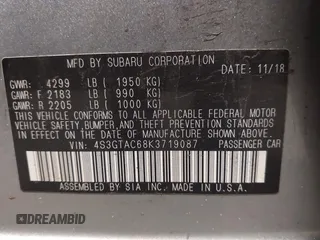 MFD BY SUBARU CORPORATION
DATE: 11/18
GVWR: 4299 LB ( 1950 KG)
GAWR: F 2183 LB ( 990 KG)
GAWR: R 2205 LB ( 1000 KG)
THIS VEHICLE CONFORMS TO ALL APPLICABLE FEDERAL MOTOR
VEHICLE SAFETY, BUMPER, AND THEFT PREVENTION STANDARDS
IN EFFECT ON THE DATE OF MANUFACTURE SHOWN ABOVE.
VIN: 4S3GTAC68K3719087 PASSENGER CAR
ASSEMBLED BY SIA INC. MADE IN U.S.A.
DREAMBID